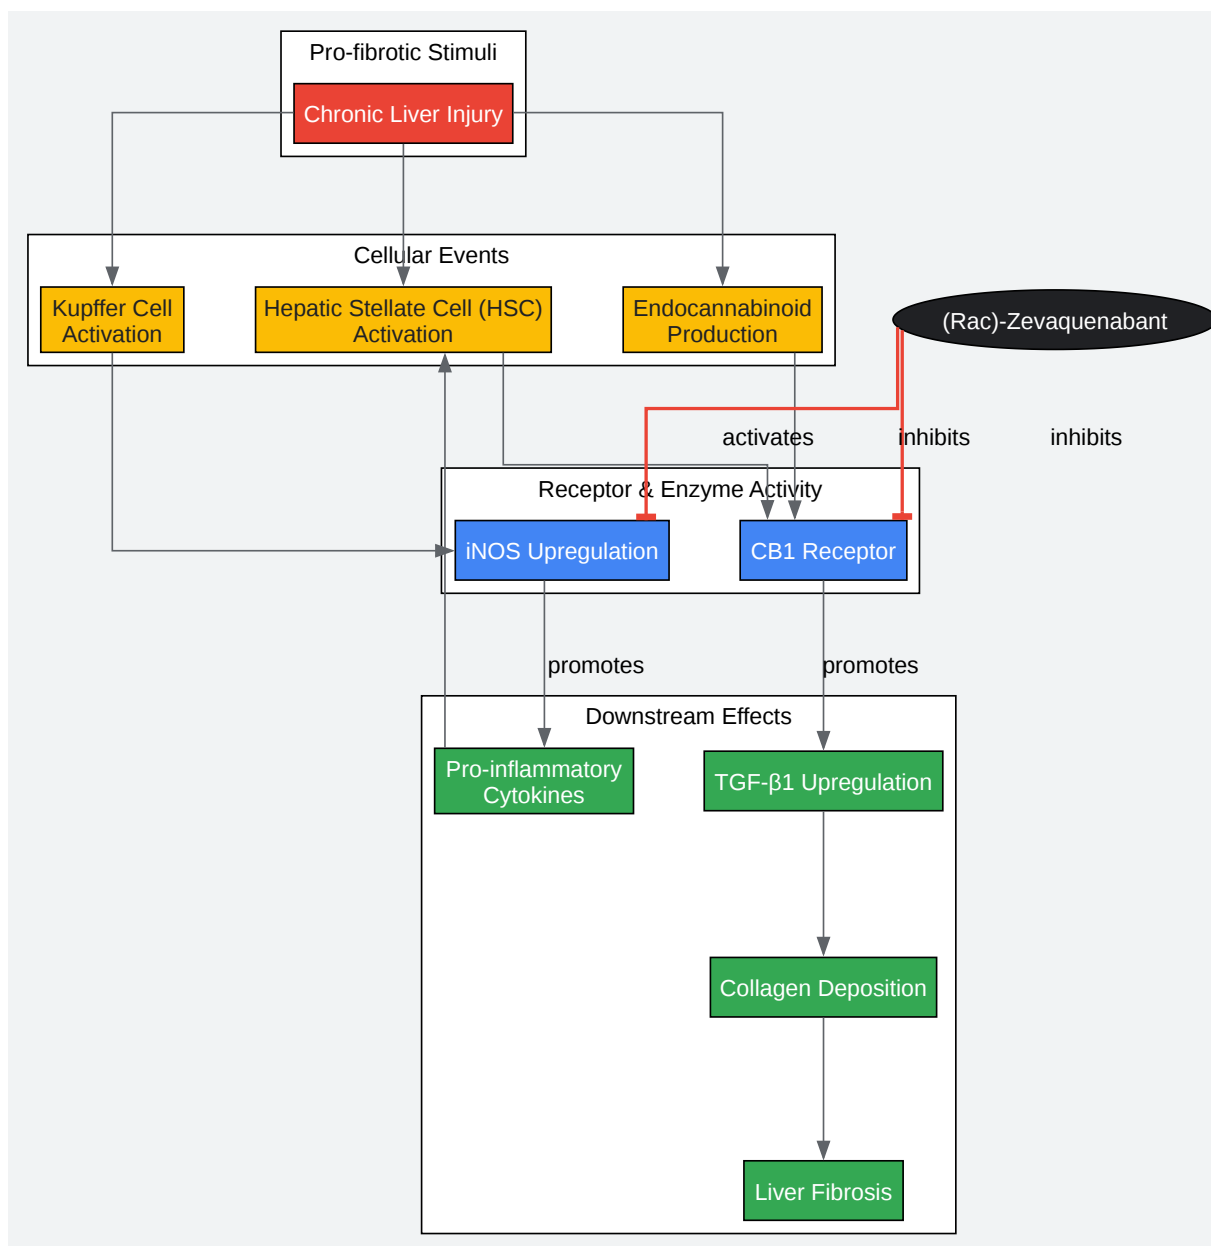 Pro-fibrotic Stimuli
Chronic Liver Injury
Cellular Events
Kupffer Cell
Activation
Hepatic Stellate Cell (HSC)
Activation
Endocannabinoid
Production
(Rac)-Zevaquenabant
activates
inhibits
inhibits
Receptor & Enzyme Activity
iNOS Upregulation
CB1 Receptor
promotes
promotes
Downstream Effects
Pro-inflammatory
Cytokines
TGF-β1 Upregulation
Collagen Deposition
Liver Fibrosis